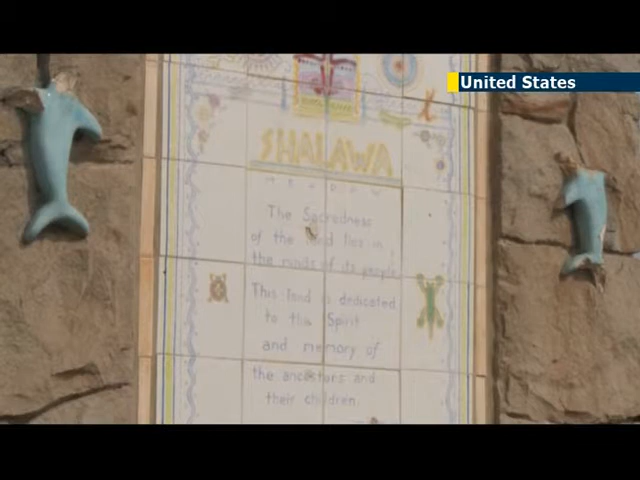 United States
SHALAWA
MEADOW
The Sacredness
of the land lies in
the minds of its people
This land is dedicated
to the Spirit
and memory of
the ancestors and
their children